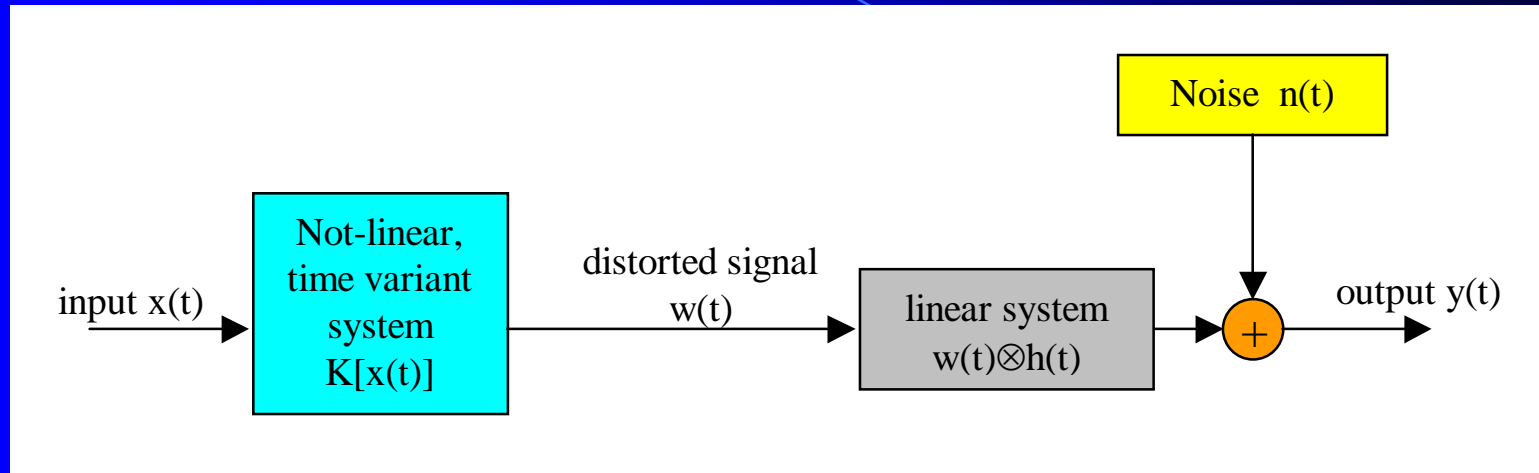 Noise n(t)
input x(t)
Not-linear,
time variant
system
K[x(t)]
distorted signal
w(t)
linear system
w(t)⊗h(t)
+
output y(t)